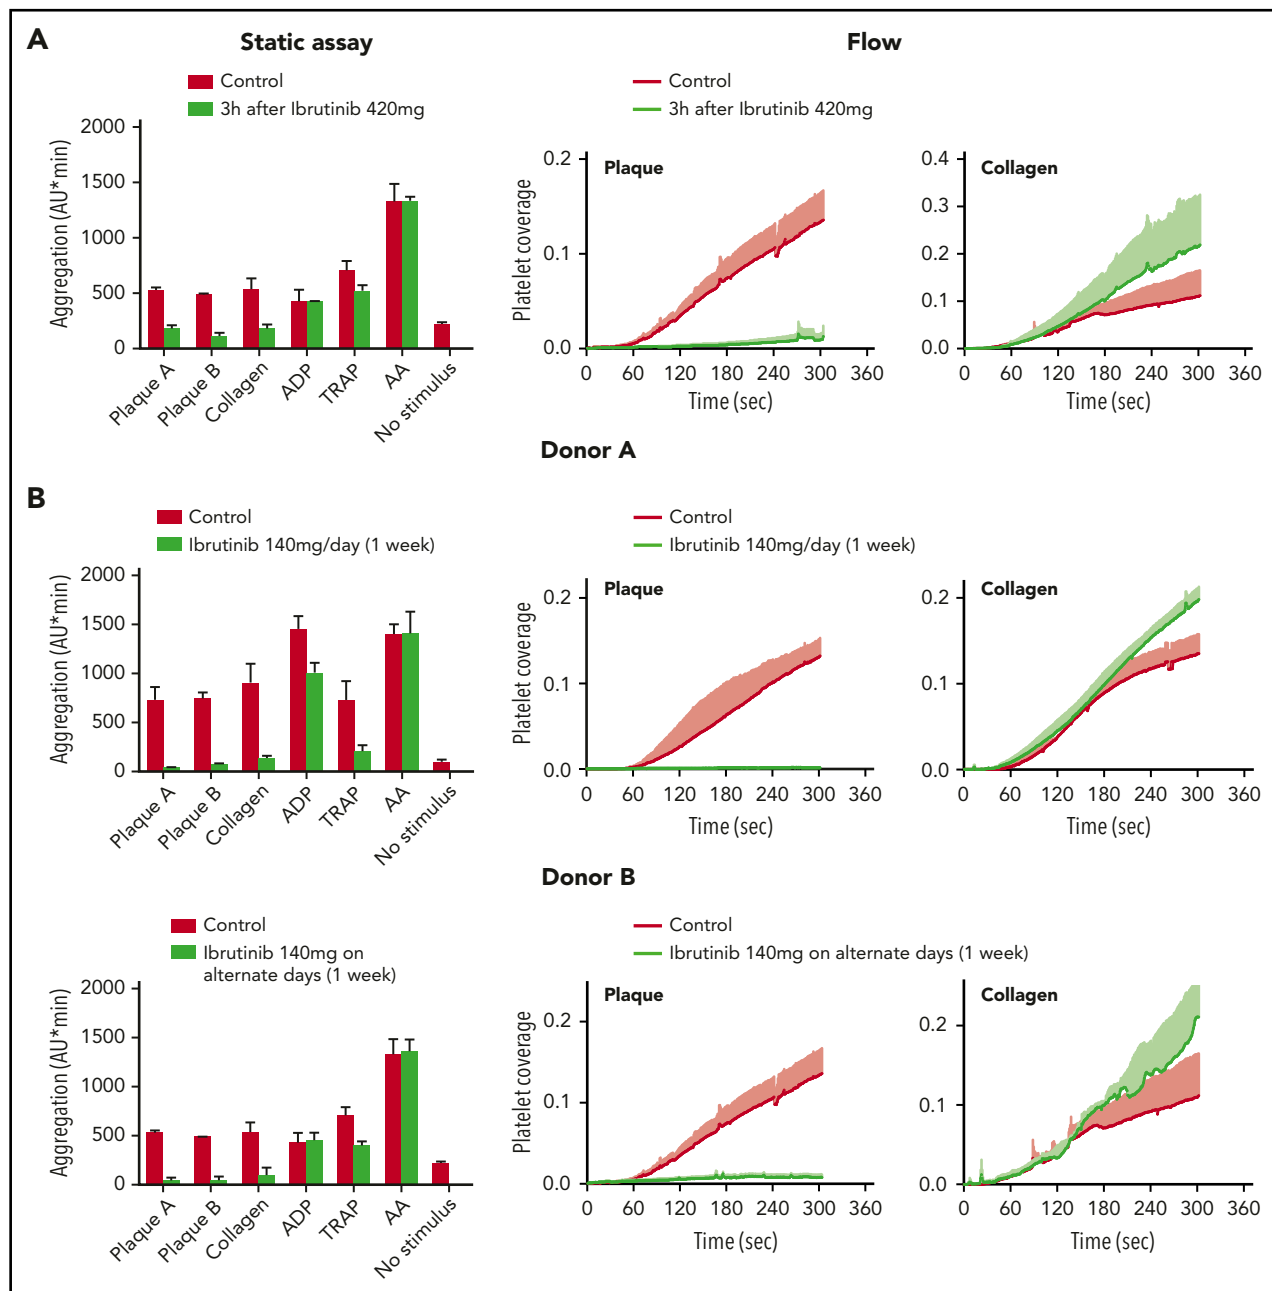 A
Static assay
Flow
Control
3h after Ibrutinib 420mg
Control
3h after Ibrutinib 420mg
Aggregation (AU*min)
2000
1500
1000
500
0
Plaque A
Plaque B
Collagen
ADP
TRAP
AA
No stimulus
Plaque
Platelet coverage
0.2
0.1
0.0
0 60 120 180 240 300 360
Time (sec)
Collagen
0.4
0.3
0.2
0.1
0.0
0 60 120 180 240 300 360
Time (sec)
Donor A
B
Control
Ibrutinib 140mg/day (1 week)
Control
Ibrutinib 140mg/day (1 week)
Aggregation (AU*min)
2000
1500
1000
500
0
Plaque A
Plaque B
Collagen
ADP
TRAP
AA
No stimulus
Plaque
Platelet coverage
0.2
0.1
0.0
0 60 120 180 240 300 360
Time (sec)
Collagen
0.2
0.1
0.0
0 60 120 180 240 300 360
Time (sec)
Donor B
Control
Ibrutinib 140mg on
alternate days (1 week)
Control
Ibrutinib 140mg on alternate days (1 week)
Aggregation (AU*min)
2000
1500
1000
500
0
Plaque A
Plaque B
Collagen
ADP
TRAP
AA
No stimulus
Plaque
Platelet coverage
0.2
0.1
0.0
0 60 120 180 240 300 360
Time (sec)
Collagen
0.2
0.1
0.0
0 60 120 180 240 300 360
Time (sec)